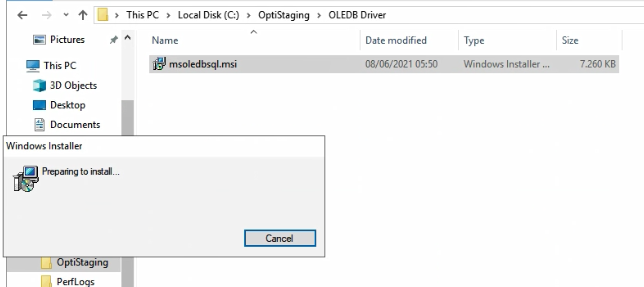 This PC > Local Disk (C:) > OptiStaging > OLEDB Driver
Pictures
This PC
3D Objects
Desktop
Documents
Name Date modified Type Size
msoledbsql.msi 08/06/2021 05:50 Windows Installer ... 7.260 KB
Windows Installer
Preparing to install...
Cancel
OptiStaging
PerfLogs